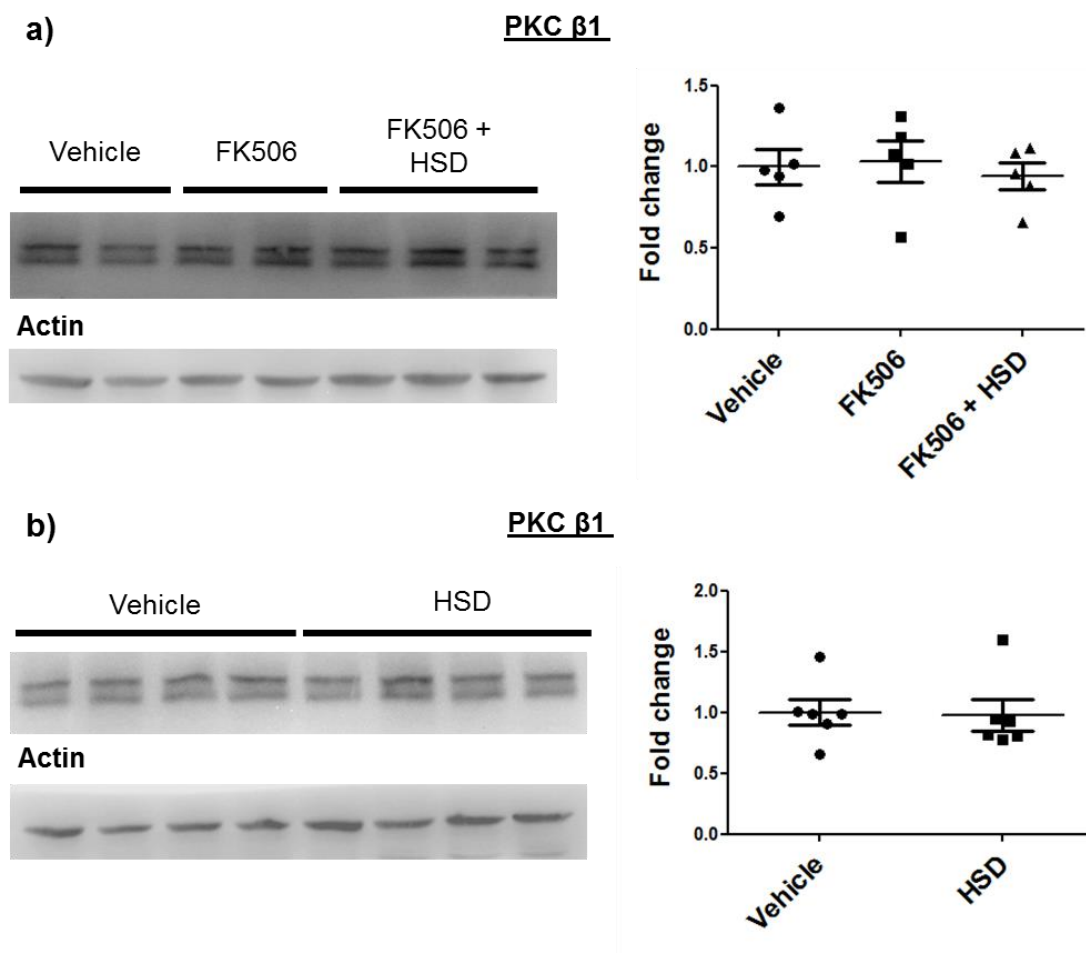 a)
PKC β1
Vehicle
FK506
FK506 +
HSD
Actin
Fold change
1.5
1.0
0.5
0.0
Vehicle
FK506
FK506 + HSD
b)
PKC β1
Vehicle
HSD
Actin
Fold change
2.0
1.5
1.0
0.5
0.0
Vehicle
HSD